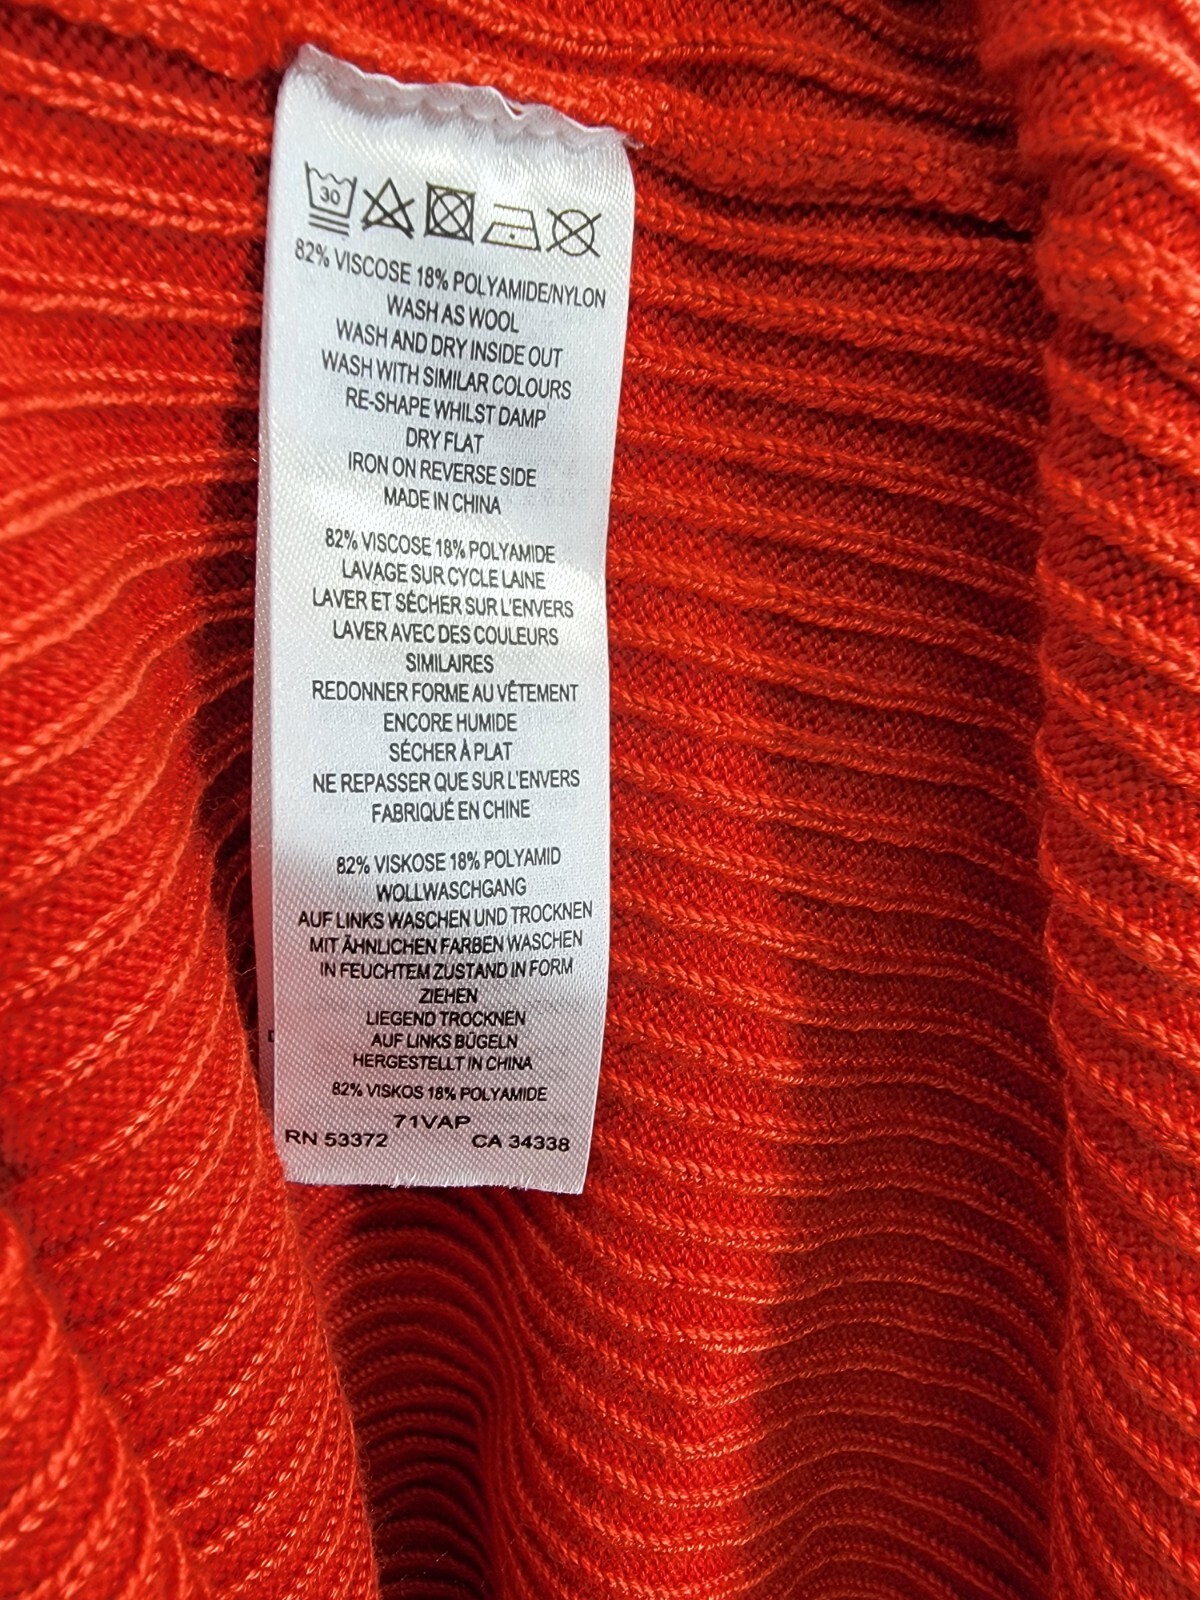 30
82% VISCOSE 18% POLYAMIDE/NYLON
WASH AS WOOL
WASH AND DRY INSIDE OUT
WASH WITH SIMILAR COLOURS
RE-SHAPE WHILST DAMP
DRY FLAT
IRON ON REVERSE SIDE
MADE IN CHINA
82% VISCOSE 18% POLYAMIDE
LAVAGE SUR CYCLE LAINE
LAVER ET SÉCHER SUR L'ENVERS
LAVER AVEC DES COULEURS
SIMILAIRES
REDONNER FORME AU VÊTEMENT
ENCORE HUMIDE
SÉCHER À PLAT
NE REPASSER QUE SUR L'ENVERS
FABRIQUÉ EN CHINE
82% VISKOSE 18% POLYAMID
WOLLWASCHGANG
AUF LINKS WASCHEN UND TROCKNEN
MIT ÄHNLICHEN FARBEN WASCHEN
IN FEUCHTEM ZUSTAND IN FORM
ZIEHEN
LIEGEND TROCKNEN
AUF LINKS BÜGELN
HERGESTELLT IN CHINA
82% VISKOS 18% POLYAMIDE
71VAP
RN 53372 CA 34338